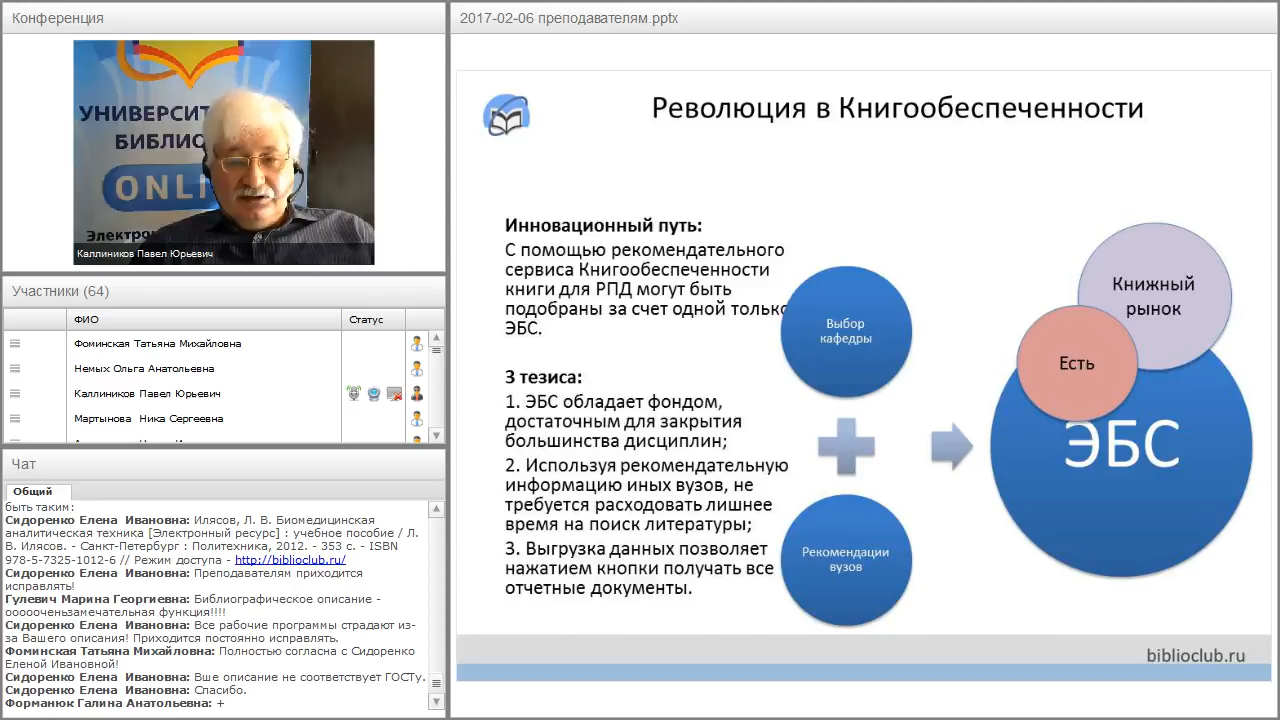 Конференция
УНИВЕРСИТ
БИБЛИО
ONLI
Электрон
Каллиников Павел Юрьевич
Участники (64)
ФИО
Статус
Фоминская Татьяна Михайловна
Немых Ольга Анатольевна
Каллиников Павел Юрьевич
Мартынова Ника Сергеевна
Чат
Общий
быть таким:
Сидоренко Елена Ивановна: Илясов, Л. В. Биомедицинская
аналитическая техника [Электронный ресурс] : учебное пособие / Л.
В. Илясов. - Санкт-Петербург : Политехника, 2012. - 353 с. - ISBN
978-5-7325-1012-6 // Режим доступа - http://biblioclub.ru/
Сидоренко Елена Ивановна: Преподавателям приходится
исправлять!
Гулевич Марина Георгиевна: Библиографическое описание -
ооооочень​замечательная функция!!!!
Сидоренко Елена Ивановна: Все рабочие программы страдают из-
за Вашего описания! Приходится постоянно исправлять.
Фоминская Татьяна Михайловна: Полностью согласна с Сидоренко
Еленой Ивановной!
Сидоренко Елена Ивановна: Вше описание не соответствует ГОСТу.
Сидоренко Елена Ивановна: Спасибо.
Форманюк Галина Анатольевна: +
2017-02-06 преподавателям.pptx
Революция в Книгообеспеченности
Инновационный путь:
С помощью рекомендательного
сервиса Книгообеспеченности
книги для РПД могут быть
подобраны за счет одной только
ЭБС.
3 тезиса:
1. ЭБС обладает фондом,
достаточным для закрытия
большинства дисциплин;
2. Используя рекомендательную
информацию иных вузов, не
требуется расходовать лишнее
время на поиск литературы;
3. Выгрузка данных позволяет
нажатием кнопки получать все
отчетные документы.
Выбор
кафедры
Рекомендации
вузов
Книжный
рынок
Есть
ЭБС
biblioclub.ru